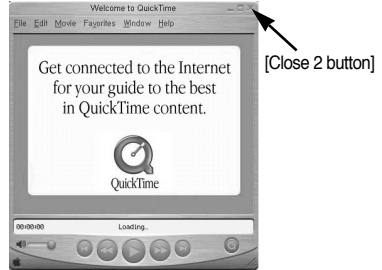 Welcome to QuickTime
File Edit Movie Favorites Window Help
[Close 2 button]
Get connected to the Internet
for your guide to the best
in QuickTime content.
QuickTime
00:00:00 Loading..